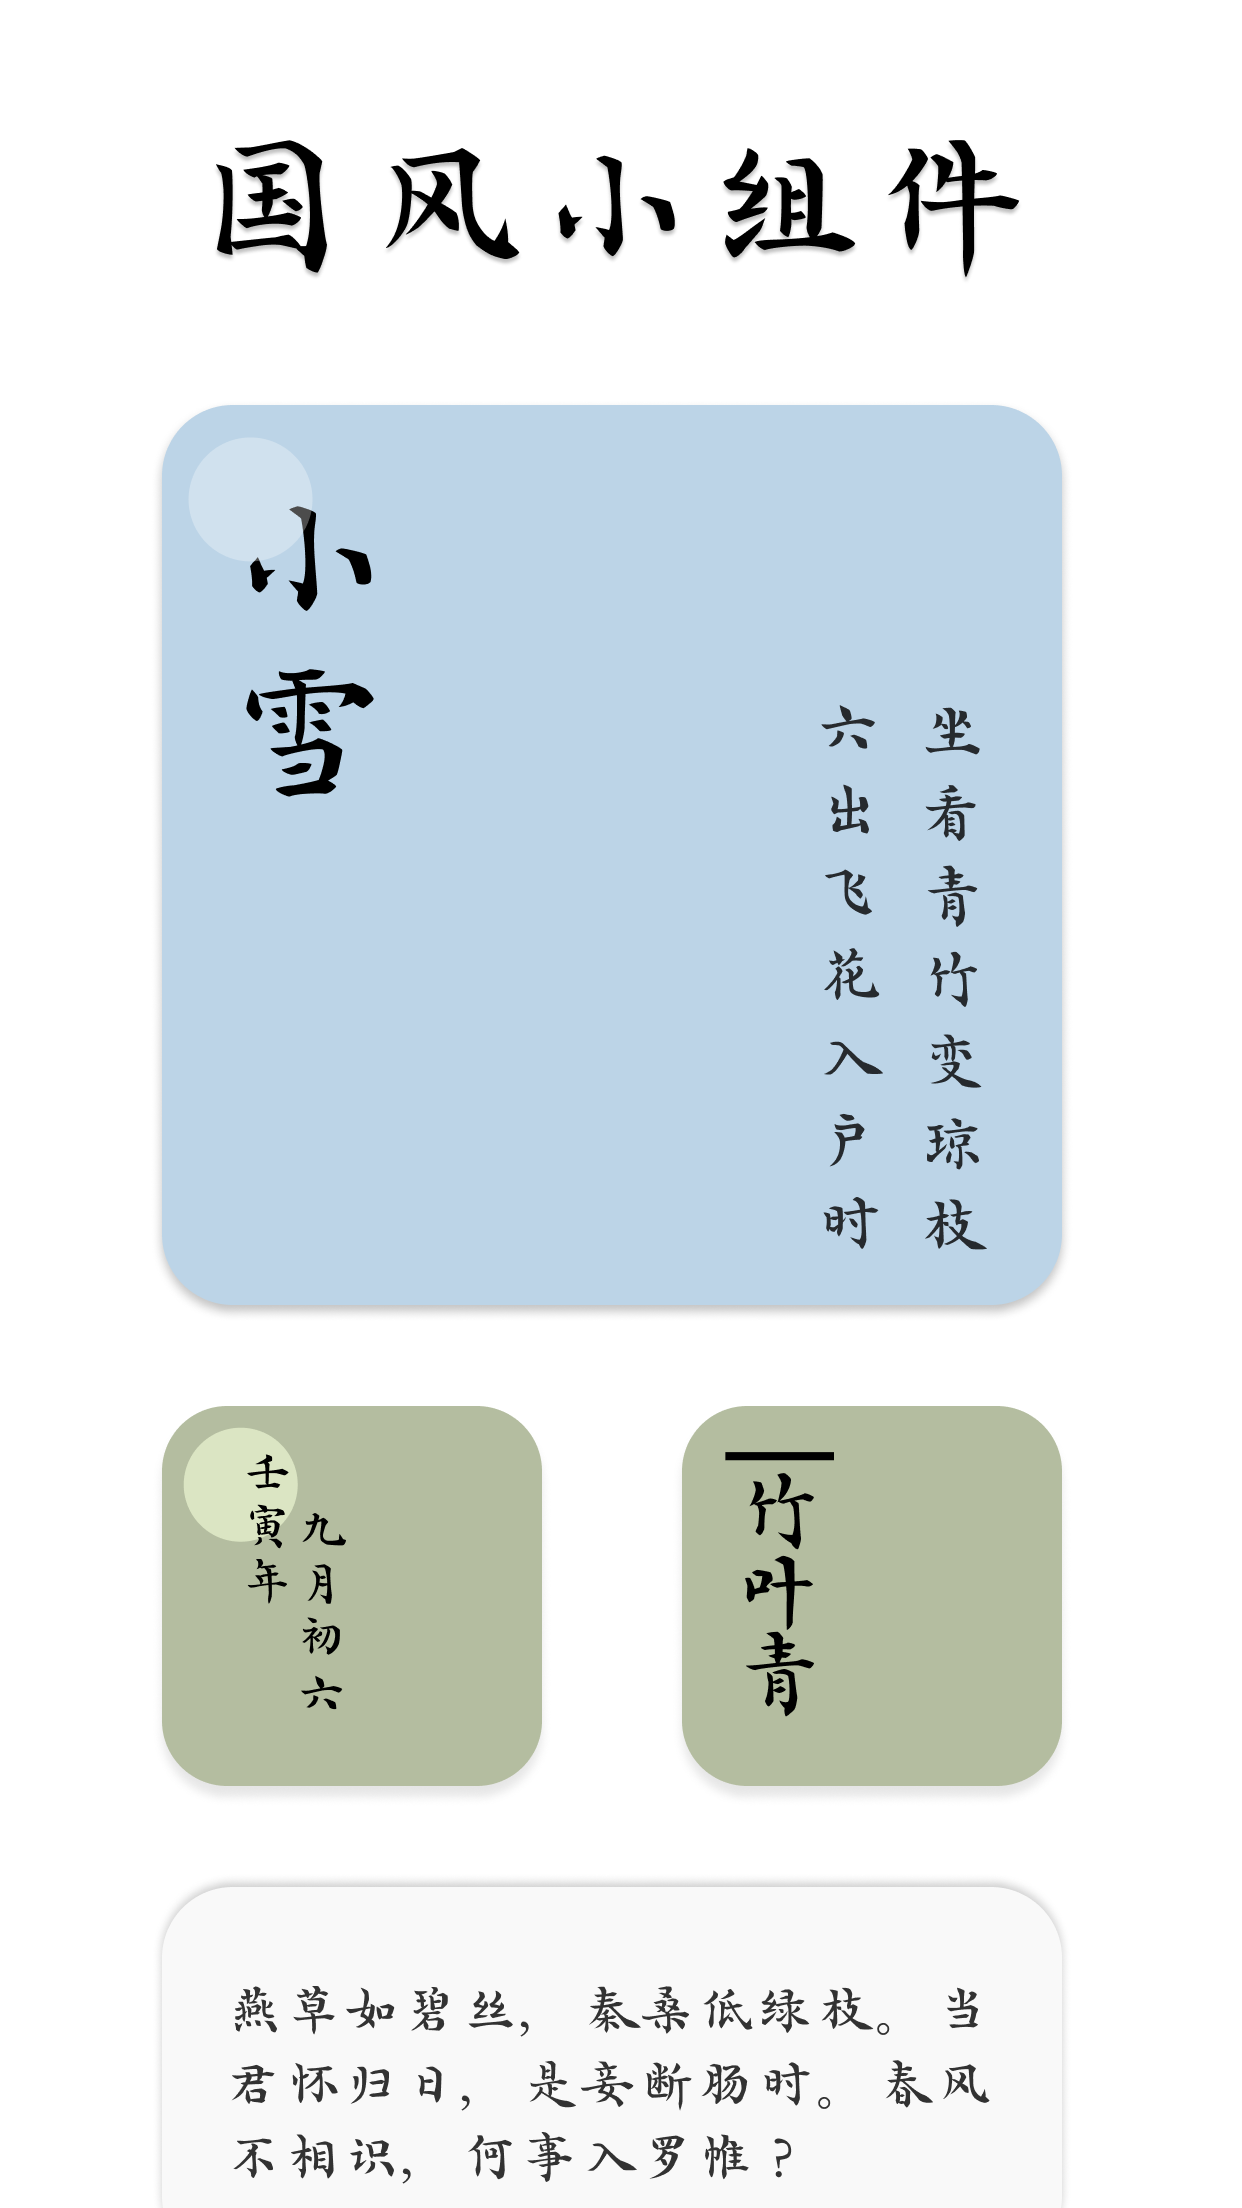 国风小组件
小雪
坐看青竹变琼枝
六出飞花入户时
壬寅年
九月初六
竹叶青
燕草如碧丝，秦桑低绿枝。当
君怀归日，是妾断肠时。春风
不相识，何事入罗帷？